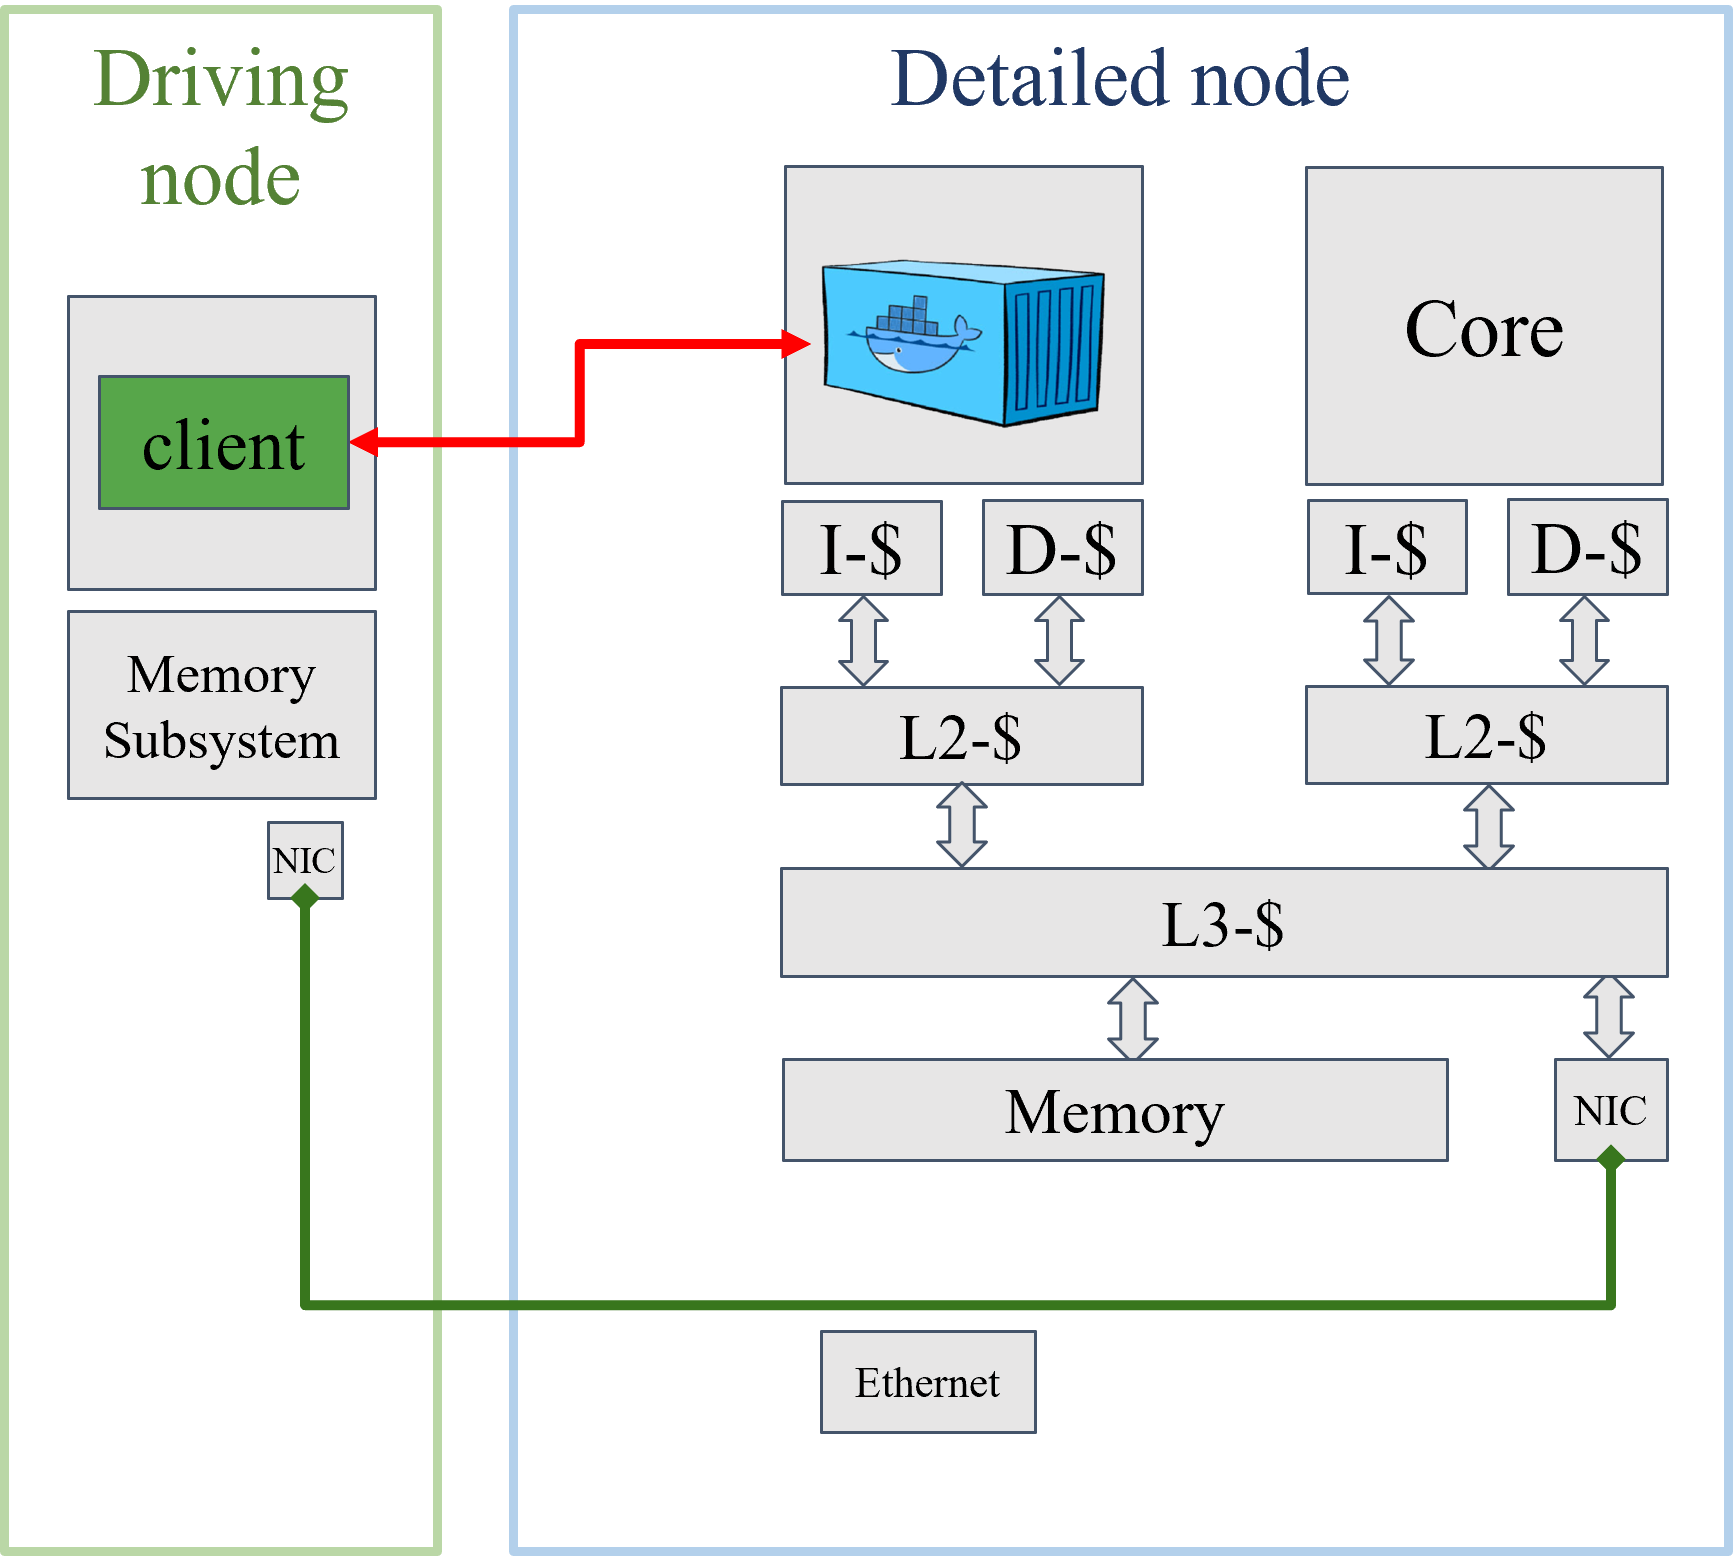 Driving
node
client
Memory
Subsystem
NIC
Detailed node
Core
I-$
D-$
I-$
D-$
L2-$
L2-$
L3-$
Memory
NIC
Ethernet